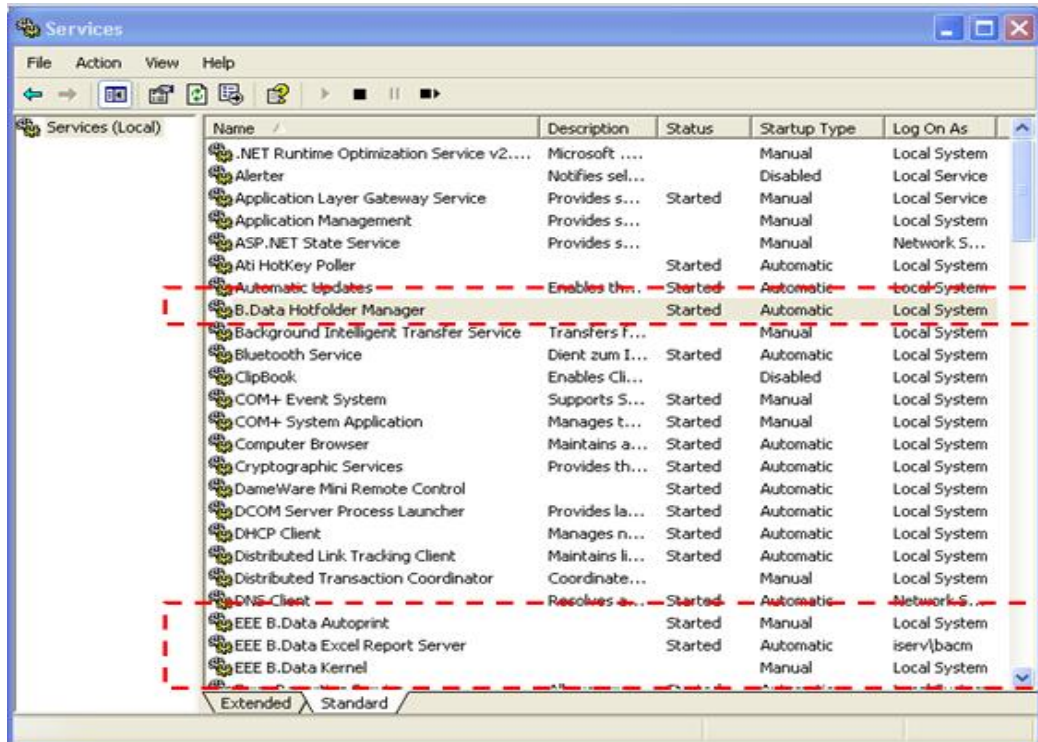 Services
File Action View Help
Services (Local)
Name Description Status Startup Type Log On As
.NET Runtime Optimization Service v2.... Microsoft .... Manual Local System
Alerter Notifies sel... Disabled Local Service
Application Layer Gateway Service Provides s... Started Manual Local Service
Application Management Provides s... Manual Local System
ASP.NET State Service Provides s... Manual Network S...
Ati HotKey Poller Started Automatic Local System
Automatic Updates Enables th... Started Automatic Local System
B.Data Hotfolder Manager Started Automatic Local System
Background Intelligent Transfer Service Transfers f... Manual Local System
Bluetooth Service Dient zum I... Started Automatic Local System
ClipBook Enables Cli... Disabled Local System
COM+ Event System Supports S... Started Manual Local System
COM+ System Application Manages t... Started Manual Local System
Computer Browser Maintains a... Started Automatic Local System
Cryptographic Services Provides th... Started Automatic Local System
DameWare Mini Remote Control Started Automatic Local System
DCOM Server Process Launcher Provides la... Started Automatic Local System
DHCP Client Manages n... Started Automatic Local System
Distributed Link Tracking Client Maintains li... Started Automatic Local System
Distributed Transaction Coordinator Coordinate... Manual Local System
DNS Client Resolves a... Started Automatic Network S...
EEE B.Data Autoprint Started Manual Local System
EEE B.Data Excel Report Server Started Automatic iserv\bacm
EEE B.Data Kernel Manual Local System
Extended Standard